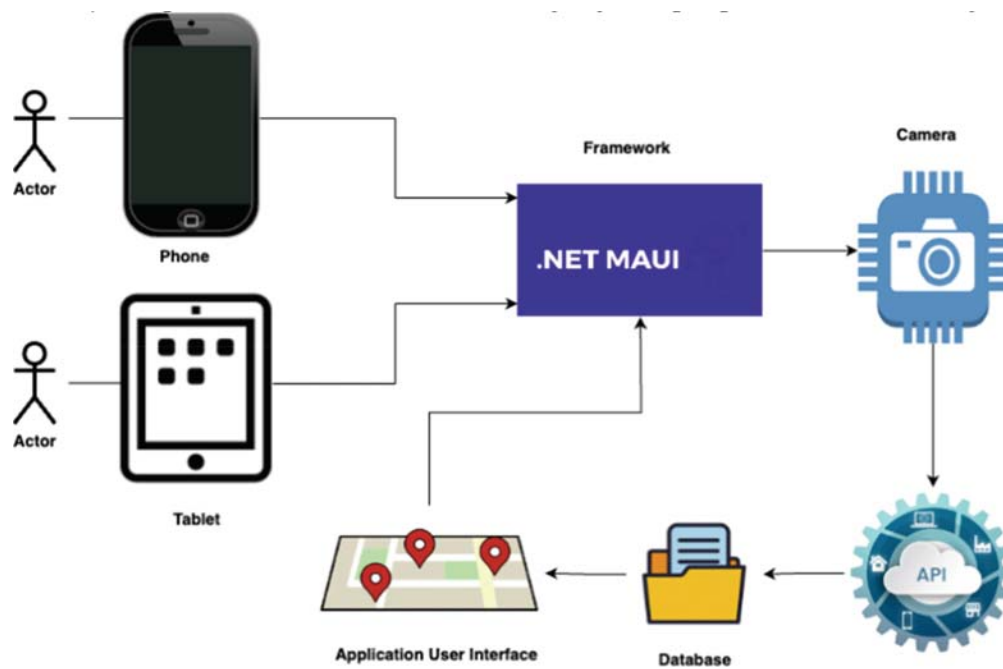 Camera
Framework
Actor
Phone
.NET MAUI
Actor
Tablet
API
Application User Interface
Database